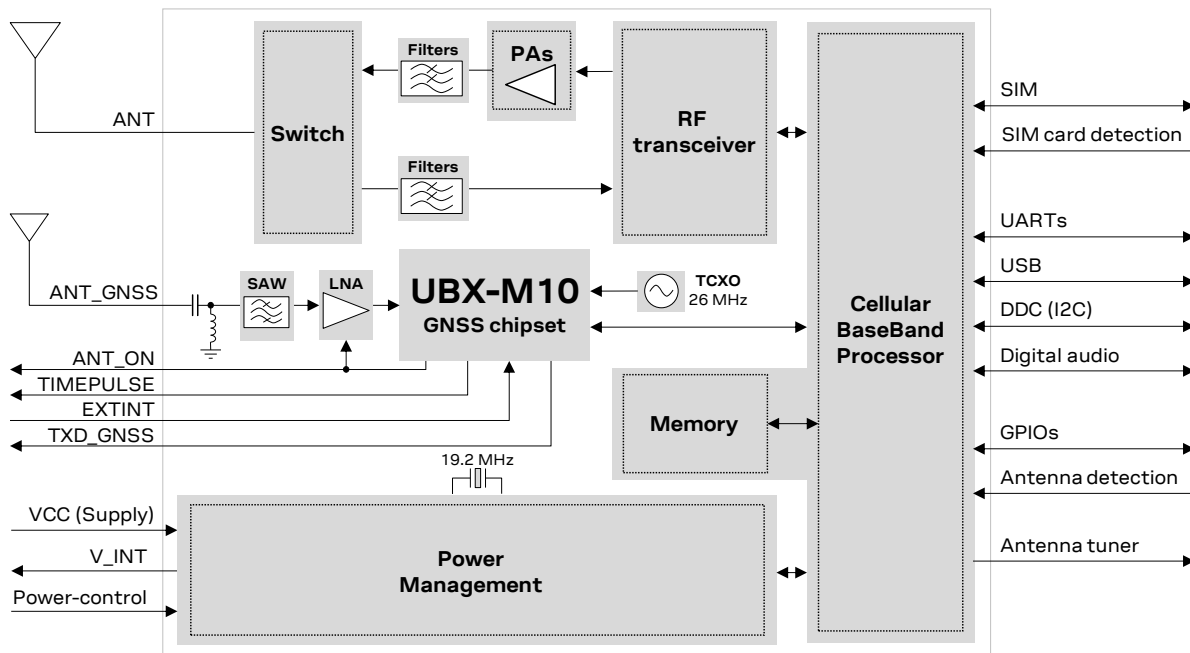 Filters
PAs
ANT
Switch
RF
transceiver
Filters
SIM
SIM card detection
UARTs
USB
DDC (I2C)
Digital audio
GPIOs
Antenna detection
Antenna tuner
Cellular
BaseBand
Processor
ANT_GNSS
SAW
LNA
UBX-M10
GNSS chipset
TCXO
26 MHz
ANT_ON
TIMEPULSE
EXTINT
TXD_GNSS
Memory
19.2 MHz
VCC (Supply)
V_INT
Power-control
Power
Management